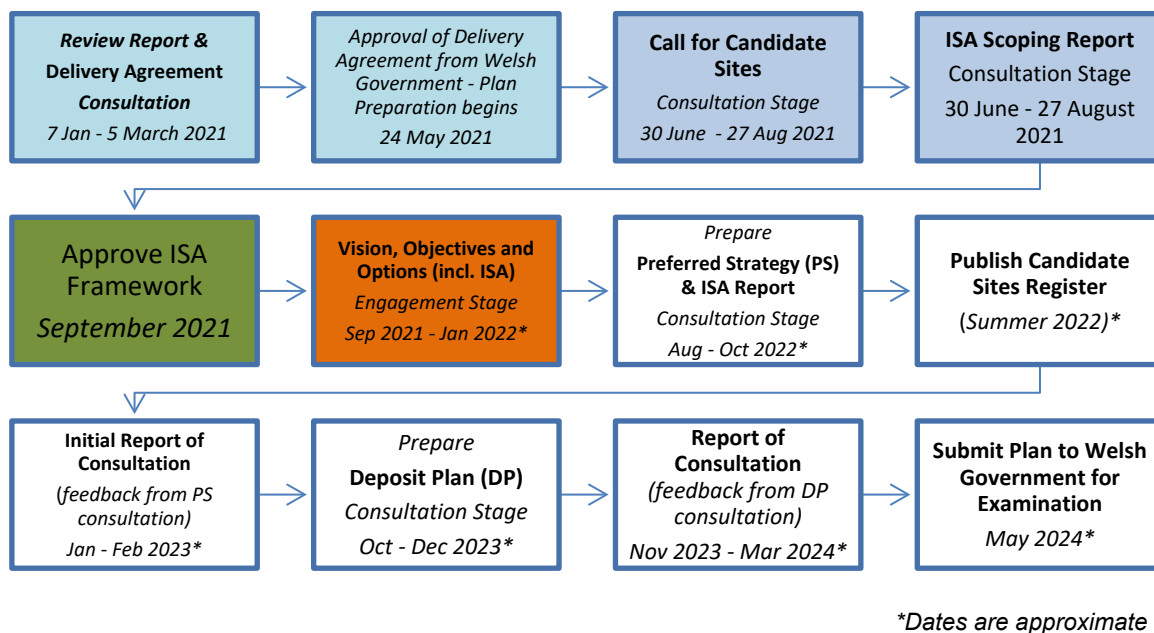 Review Report &
Delivery Agreement
Consultation
7 Jan - 5 March 2021
Approval of Delivery
Agreement from Welsh
Government - Plan
Preparation begins
24 May 2021
Call for Candidate
Sites
Consultation Stage
30 June - 27 Aug 2021
ISA Scoping Report
Consultation Stage
30 June - 27 August
2021
Approve ISA
Framework
September 2021
Vision, Objectives and
Options (incl. ISA)
Engagement Stage
Sep 2021 - Jan 2022*
Prepare
Preferred Strategy (PS)
& ISA Report
Consultation Stage
Aug - Oct 2022*
Publish Candidate
Sites Register
(Summer 2022)*
Initial Report of
Consultation
(feedback from PS
consultation)
Jan - Feb 2023*
Prepare
Deposit Plan (DP)
Consultation Stage
Oct - Dec 2023*
Report of
Consultation
(feedback from DP
consultation)
Nov 2023 - Mar 2024*
Submit Plan to Welsh
Government for
Examination
May 2024*
*Dates are approximate